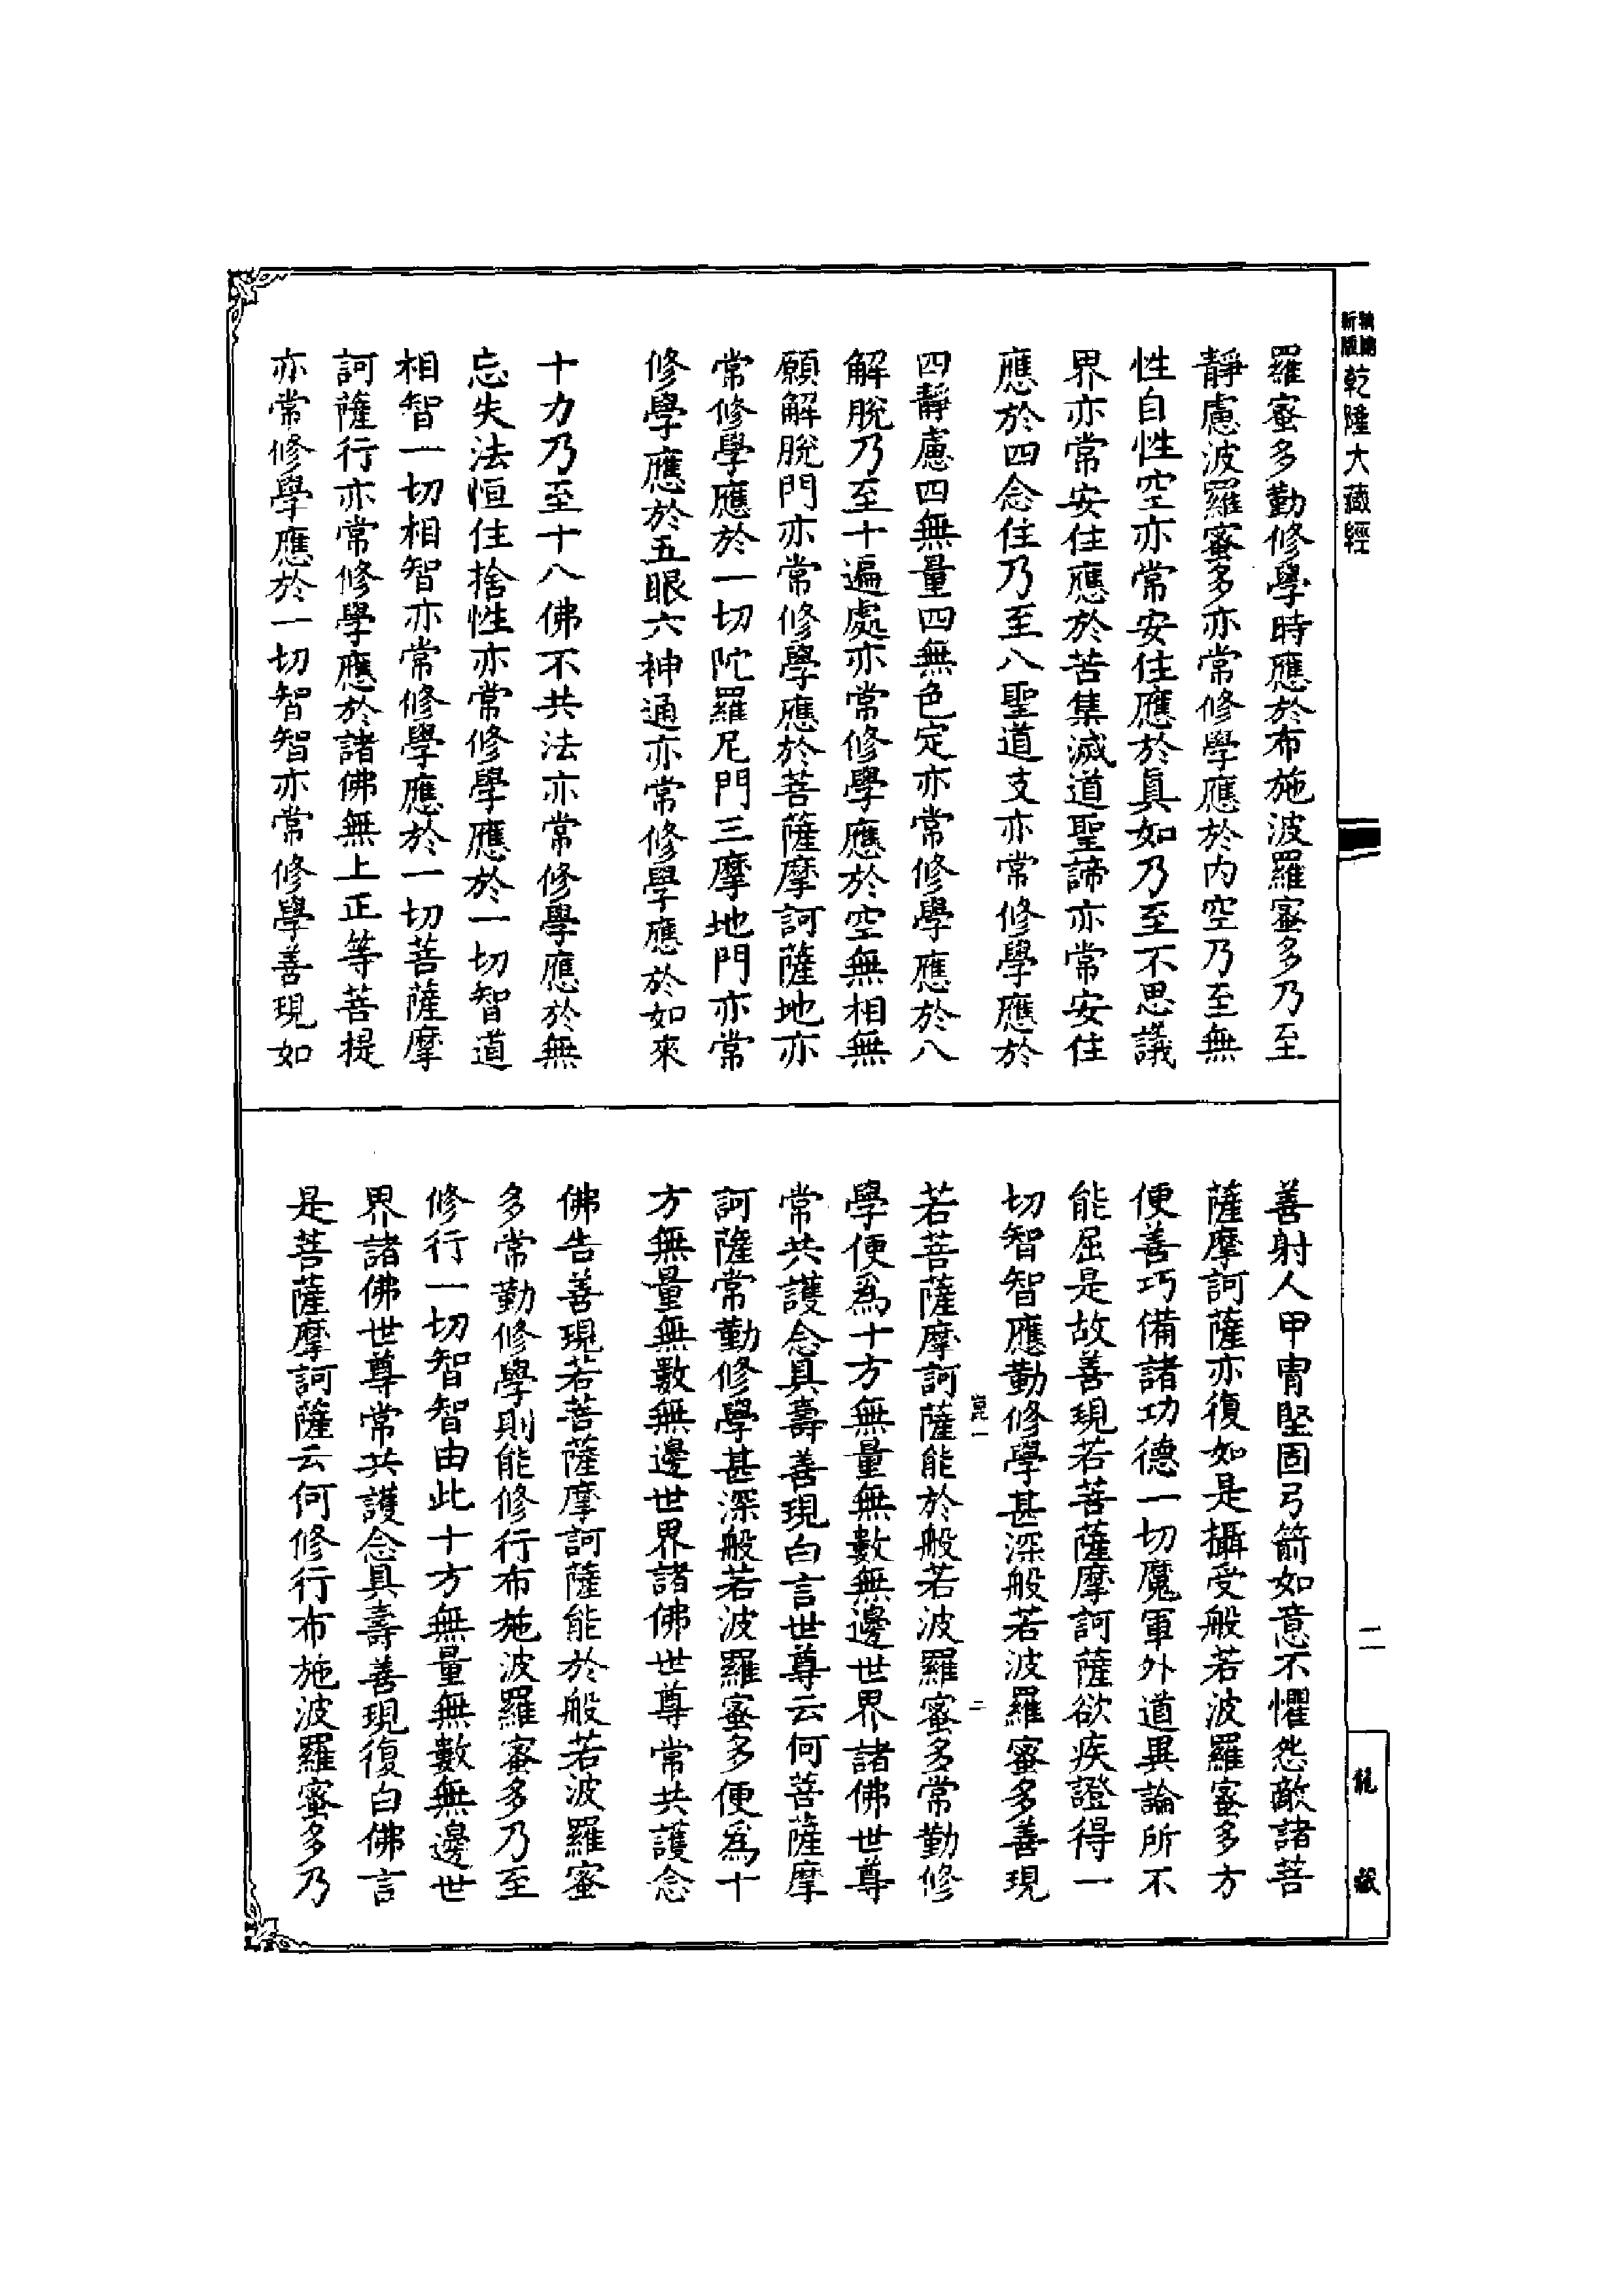 乾隆大藏經
羅蜜多勤修學時應於布施波羅蜜多乃至
靜慮波羅蜜多亦常修學應於內空乃至無
性自性空亦常安住應於真如乃至不思議
界亦常安住應於苦集滅道聖諦亦常安住
應於四念住乃至八聖道支亦常修學應於
四靜慮四無量四無色定亦常修學應於八
解脫乃至十遍處亦常修學應於空無相無
願解脫門亦常修學應於菩薩摩訶薩地亦
常修學應於一切陀羅尼門三摩地門亦常
修學應於五眼六神通亦常修學應於如來
十力乃至十八佛不共法亦常修學應於無
忘失法恒住捨性亦常修學應於一切智道
相智一切相智亦常修學應於一切菩薩摩
訶薩行亦常修學應於諸佛無上正等菩提
亦常修學應於一切智智亦常修學善現如
善射人甲冑堅固弓箭如意不懼怨敵諸菩
薩摩訶薩亦復如是攝受般若波羅蜜多方
便善巧備諸功德一切魔軍外道異論所不
能屈是故善現若菩薩摩訶薩欲疾證得一
切智智應勤修學甚深般若波羅蜜多善現
崑一
二
若菩薩摩訶薩能於般若波羅蜜多常勤修
學便爲十方無量無數無邊世界諸佛世尊
常共護念具壽善現白言世尊云何菩薩摩
訶薩常勤修學甚深般若波羅蜜多便爲十
方無量無數無邊世界諸佛世尊常共護念
佛告善現若菩薩摩訶薩能於般若波羅蜜
多常勤修學則能修行布施波羅蜜多乃至
修行一切智智由此十方無量無數無邊世
界諸佛世尊常共護念具壽善現復白佛言
是菩薩摩訶薩云何修行布施波羅蜜多乃
二
龍藏